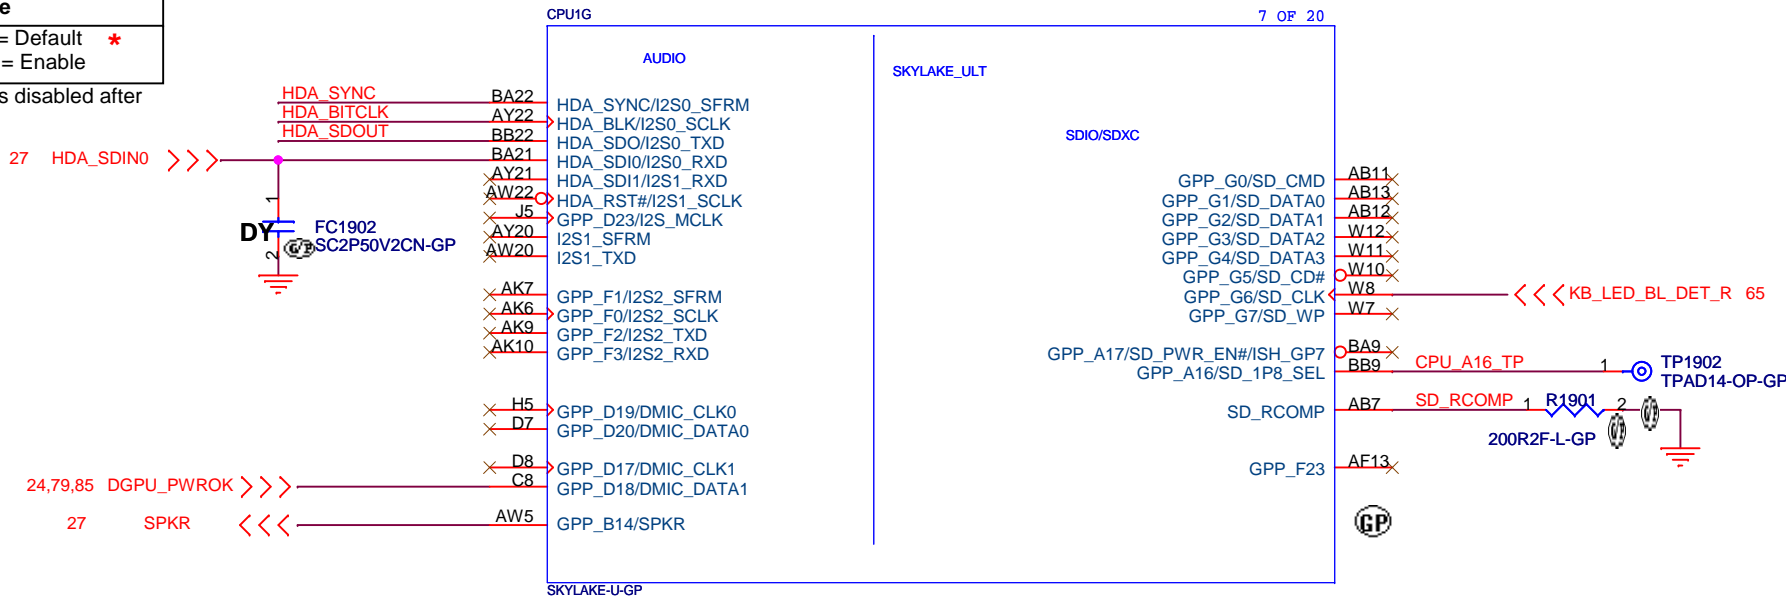 e
= Default *
= Enable
s disabled after
CPU1G
7 OF 20
AUDIO
SKYLAKE_ULT
SDIO/SDXC
HDA_SYNC BA22 HDA_SYNC/I2S0_SFRM
HDA_BITCLK AY22 HDA_BLK/I2S0_SCLK
HDA_SDOUT BB22 HDA_SDO/I2S0_TXD
27 HDA_SDIN0 BA21 HDA_SDI0/I2S0_RXD
AY21 HDA_SDI1/I2S1_RXD
AW22 HDA_RST#/I2S1_SCLK
J5 GPP_D23/I2S_MCLK
AY20 I2S1_SFRM
AW20 I2S1_TXD
1
DY
FC1902
SC2P50V2CN-GP
G/P
2
AK7 GPP_F1/I2S2_SFRM
AK6 GPP_F0/I2S2_SCLK
AK9 GPP_F2/I2S2_TXD
AK10 GPP_F3/I2S2_RXD
H5 GPP_D19/DMIC_CLK0
D7 GPP_D20/DMIC_DATA0
D8 GPP_D17/DMIC_CLK1
24,79,85 DGPU_PWROK C8 GPP_D18/DMIC_DATA1
27 SPKR AW5 GPP_B14/SPKR
GPP_G0/SD_CMD AB11
GPP_G1/SD_DATA0 AB13
GPP_G2/SD_DATA1 AB12
GPP_G3/SD_DATA2 W12
GPP_G4/SD_DATA3 W11
GPP_G5/SD_CD# W10
GPP_G6/SD_CLK W8 KB_LED_BL_DET_R 65
GPP_G7/SD_WP W7
GPP_A17/SD_PWR_EN#/ISH_GP7 BA9
GPP_A16/SD_1P8_SEL BB9 CPU_A16_TP 1 TP1902
TPAD14-OP-GP
SD_RCOMP AB7 SD_RCOMP 1 R1901 2
G/P
200R2F-L-GP G/P
GPP_F23 AF13
GP
SKYLAKE-U-GP